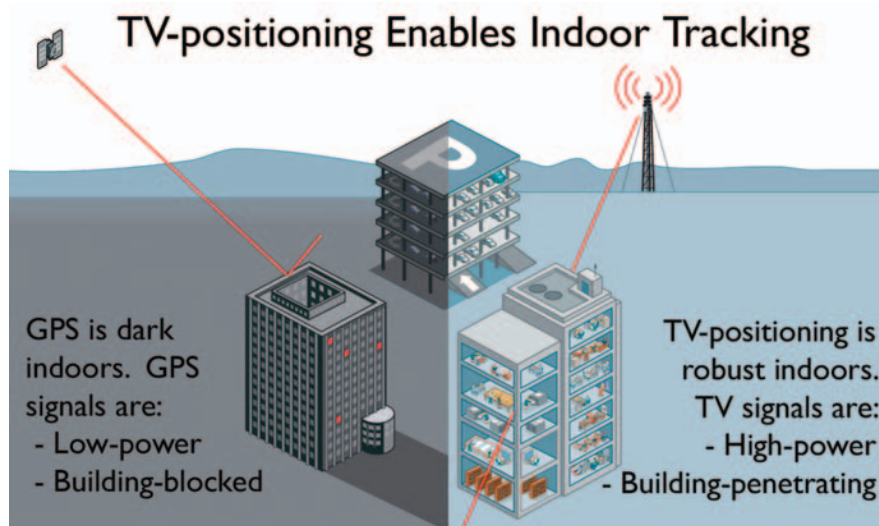 TV-positioning Enables Indoor Tracking
P
GPS is dark
indoors. GPS
signals are:
- Low-power
- Building-blocked
TV-positioning is
robust indoors.
TV signals are:
- High-power
- Building-penetrating